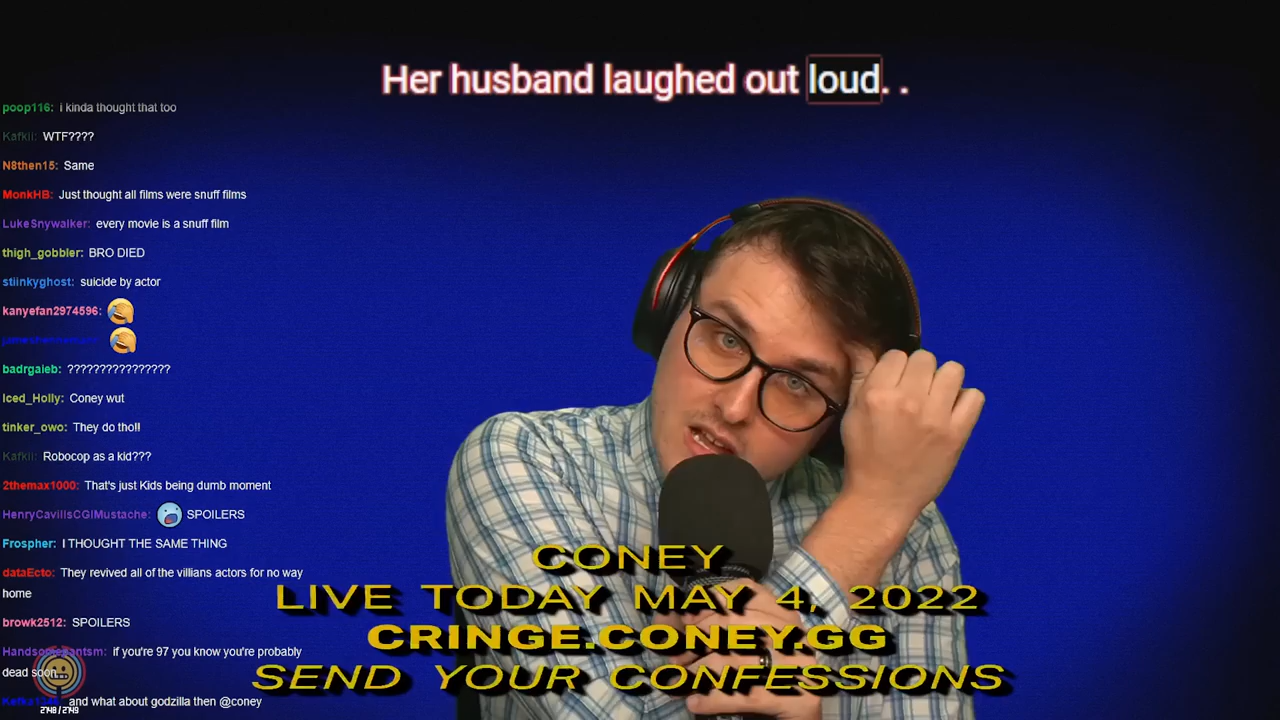 Her husband laughed out loud. .
poop116: i kinda thought that too
Kafkii: WTF????
N8then15: Same
MonkHB: Just thought all films were snuff films
LukeSnywalker: every movie is a snuff film
thigh_gobbler: BRO DIED
stiinkyghost: suicide by actor
kanyefan2974596:
badrgaieb: ????????????????
Iced_Holly: Coney wut
tinker_owo: They do tho!!
Kafkii: Robocop as a kid???
2themax1000: That's just Kids being dumb moment
HenryCavillsCGIMustache: SPOILERS
Frospher: I THOUGHT THE SAME THING
dataEcto: They revived all of the villians actors for no way
home
browk2512: SPOILERS
if you're 97 you know you're probably
dead soon
and what about godzilla then @coney
CONEY
LIVE TODAY MAY 4, 2022
CRINGE.CONEY.GG
SEND YOUR CONFESSIONS